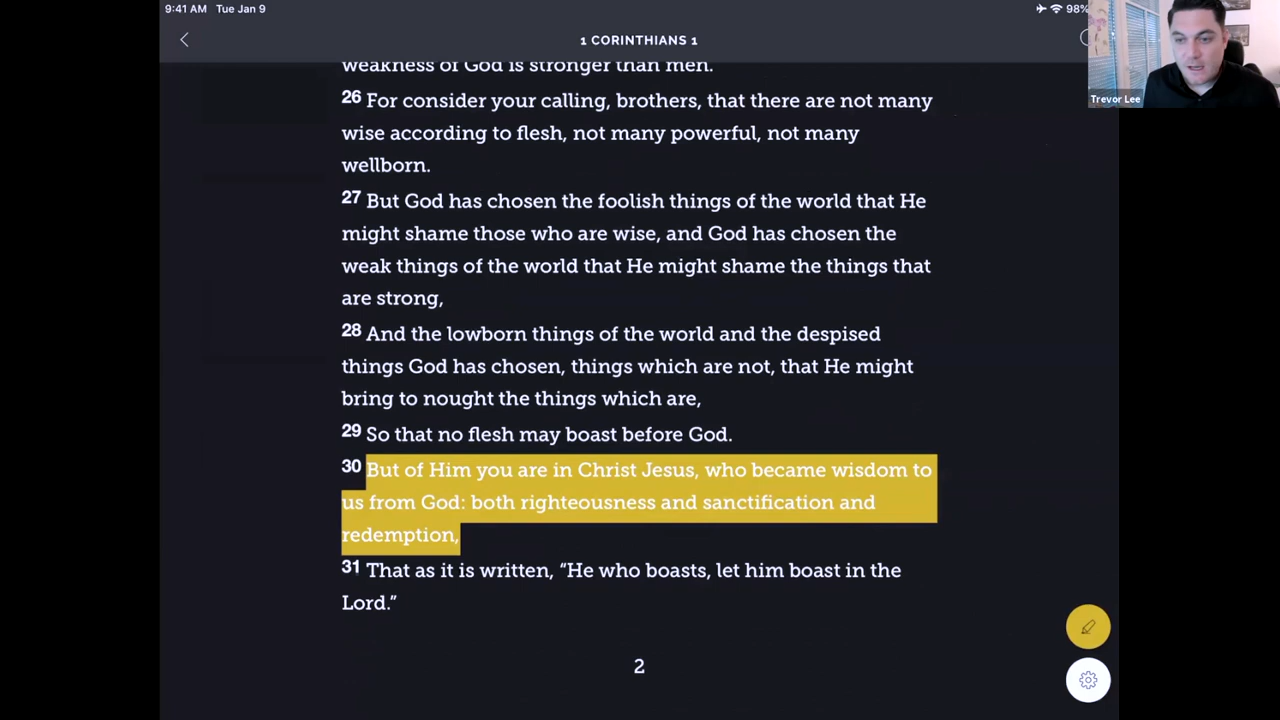 9:41 AM Tue Jan 9
98%
1 CORINTHIANS 1
weakness of God is stronger than men.
26 For consider your calling, brothers, that there are not many
wise according to flesh, not many powerful, not many
wellborn.
27 But God has chosen the foolish things of the world that He
might shame those who are wise, and God has chosen the
weak things of the world that He might shame the things that
are strong,
28 And the lowborn things of the world and the despised
things God has chosen, things which are not, that He might
bring to nought the things which are,
29 So that no flesh may boast before God.
30 But of Him you are in Christ Jesus, who became wisdom to
us from God: both righteousness and sanctification and
redemption,
31 That as it is written, “He who boasts, let him boast in the
Lord.”
2
Trevor Lee